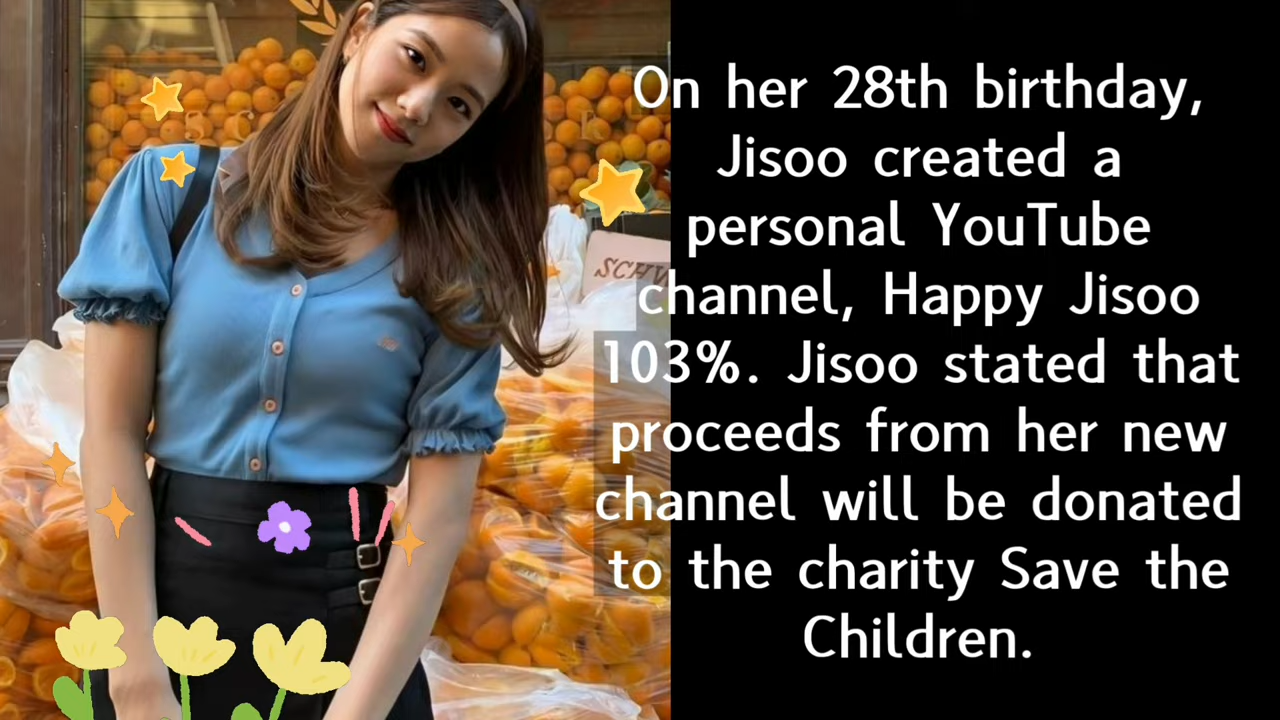 On her 28th birthday,
Jisoo created a
personal YouTube
channel, Happy Jisoo
103%. Jisoo stated that
proceeds from her new
channel will be donated
to the charity Save the
Children.